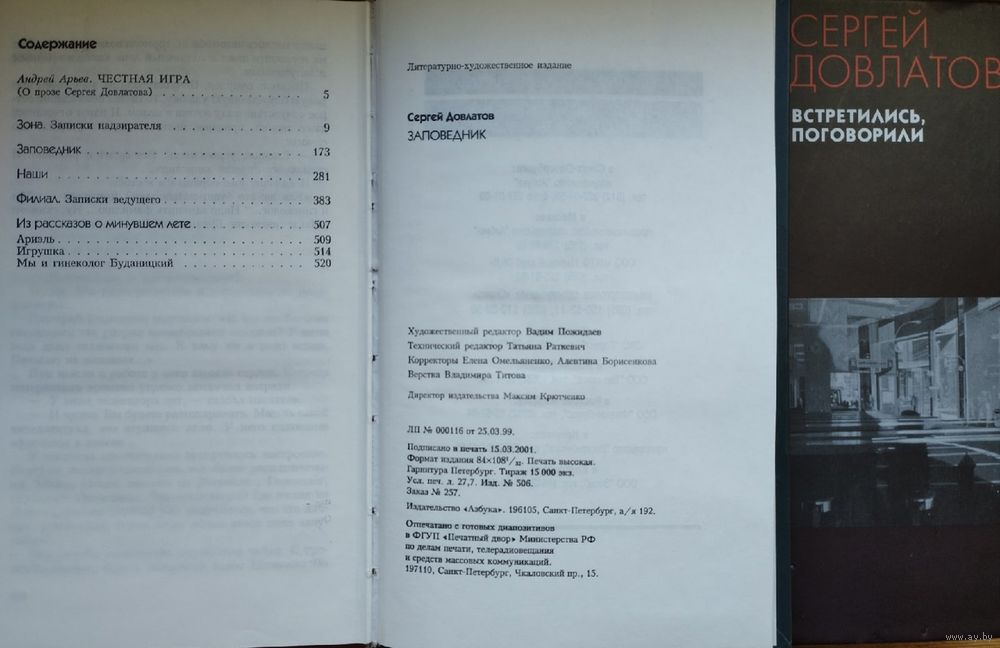 Содержание
Андрей Арьев. ЧЕСТНАЯ ИГРА
(О прозе Сергея Довлатова) . . . . . . . . . . . . . . . . 5
Зона. Записки надзирателя . . . . . . . . . . . . . . . . 9
Заповедник . . . . . . . . . . . . . . . . 173
Наши . . . . . . . . . . . . . . . . 281
Филиал. Записки ведущего . . . . . . . . . . . . . . . . 383
Из рассказов о минувшем лете . . . . . . . . . . . . . . . . 507
Ариэль . . . . . . . . . . . . . . . . 509
Игрушка . . . . . . . . . . . . . . . . 514
Мы и гинеколог Буданицкий . . . . . . . . . . . . . . . . 520
Литературно-художественное издание
Сергей Довлатов
ЗАПОВЕДНИК
Художественный редактор Вадим Пожидаев
Технический редактор Татьяна Раткевич
Корректоры Елена Омельяненко, Алевтина Борисенкова
Верстка Владимира Титова
Директор издательства Максим Крютченко
ЛП № 000116 от 25.03.99.
Подписано в печать 15.03.2001.
Формат издания 84×108¹/₃₂. Печать высокая.
Гарнитура Петербург. Тираж 15 000 экз.
Усл. печ. л. 27,7. Изд. № 506.
Заказ № 257.
Издательство «Азбука». 196105, Санкт-Петербург, а/я 192.
Отпечатано с готовых диапозитивов
в ФГУП «Печатный двор» Министерства РФ
по делам печати, телерадиовещания
и средств массовых коммуникаций.
197110, Санкт-Петербург, Чкаловский пр., 15.
СЕРГЕЙ
ДОВЛАТОВ
ВСТРЕТИЛИСЬ,
ПОГОВОРИЛИ
www.av.by